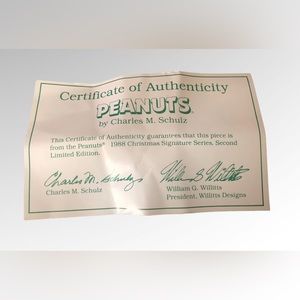 Certificate of Authenticity
PEANUTS
by Charles M. Schulz
This Certificate of Authenticity guarantees that this piece is
from the Peanuts® 1988 Christmas Signature Series, Second
Limited Edition.
Charles M. Schulz William G. Willitts
Charles M. Schulz William G. Willitts
President, Willitts Designs